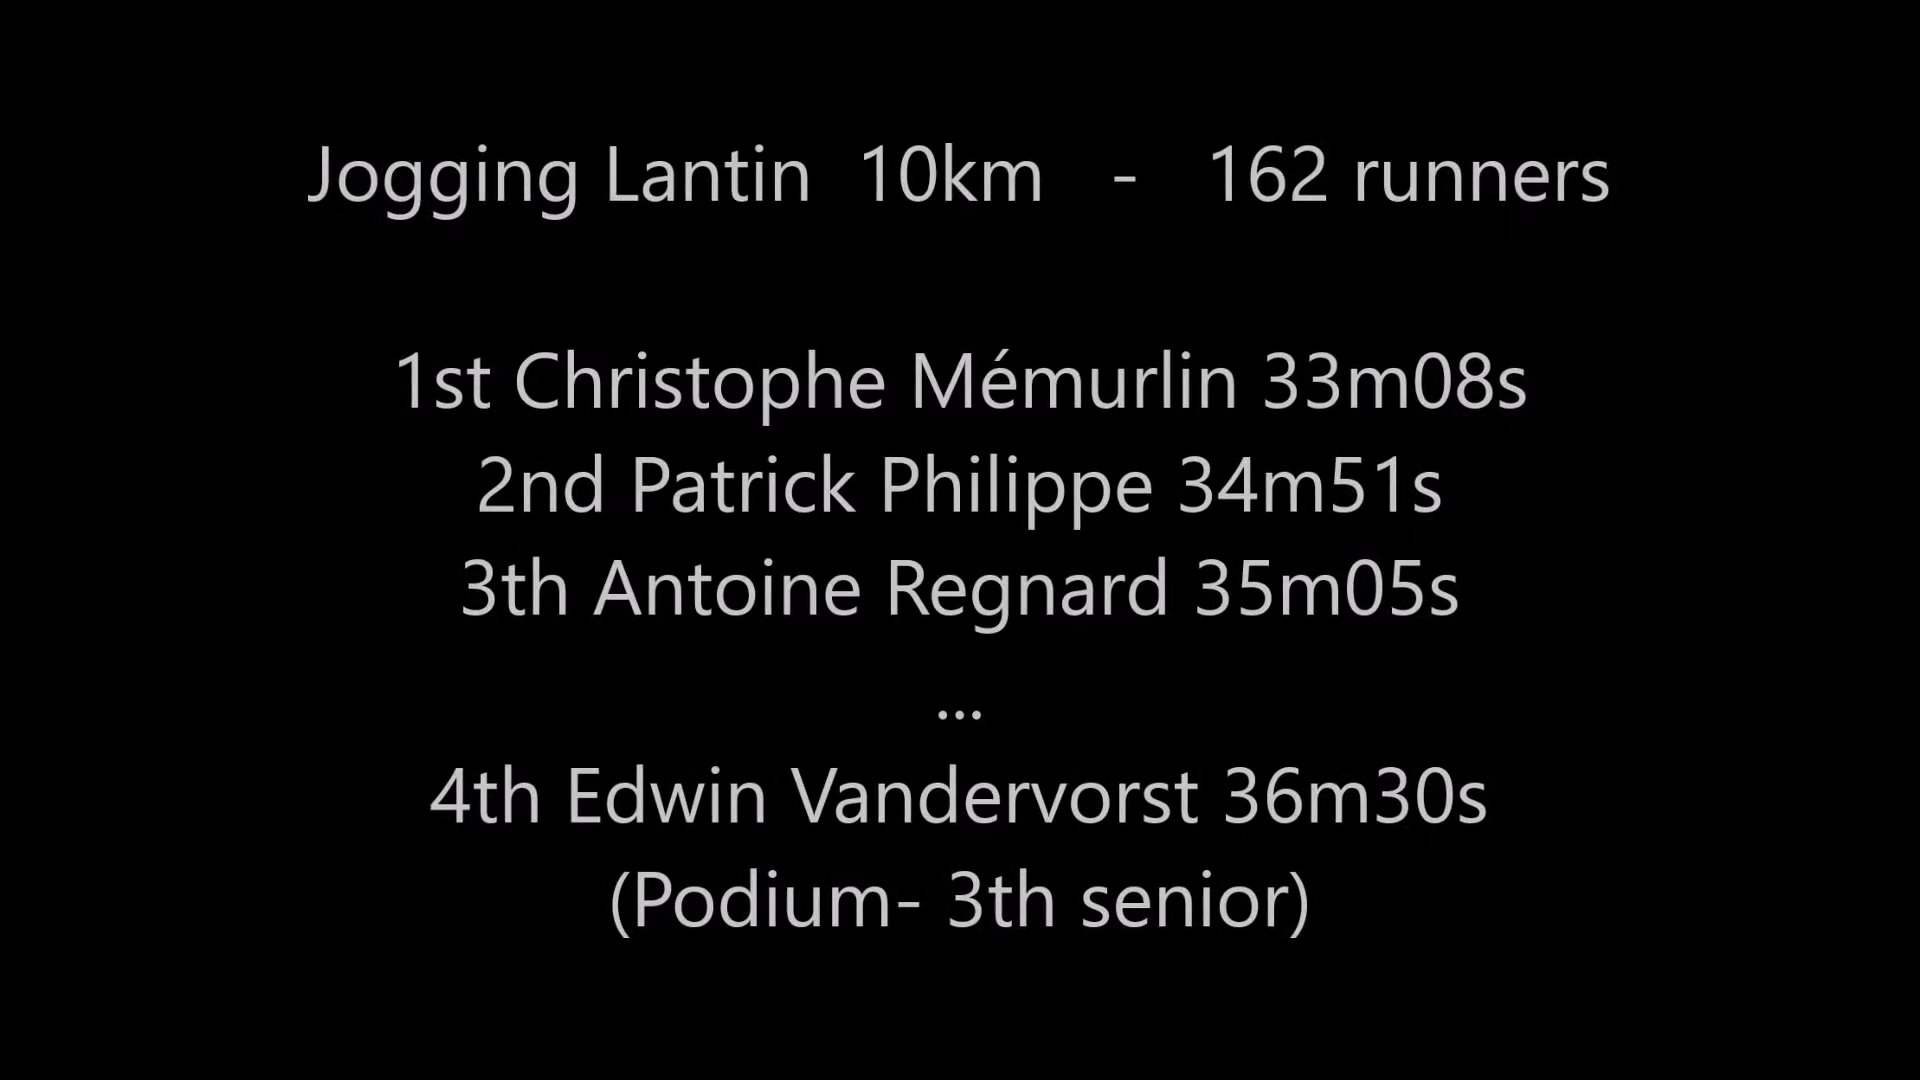 Jogging Lantin 10km - 162 runners
1st Christophe Mémurlin 33m08s
2nd Patrick Philippe 34m51s
3th Antoine Regnard 35m05s
...
4th Edwin Vandervorst 36m30s
(Podium- 3th senior)